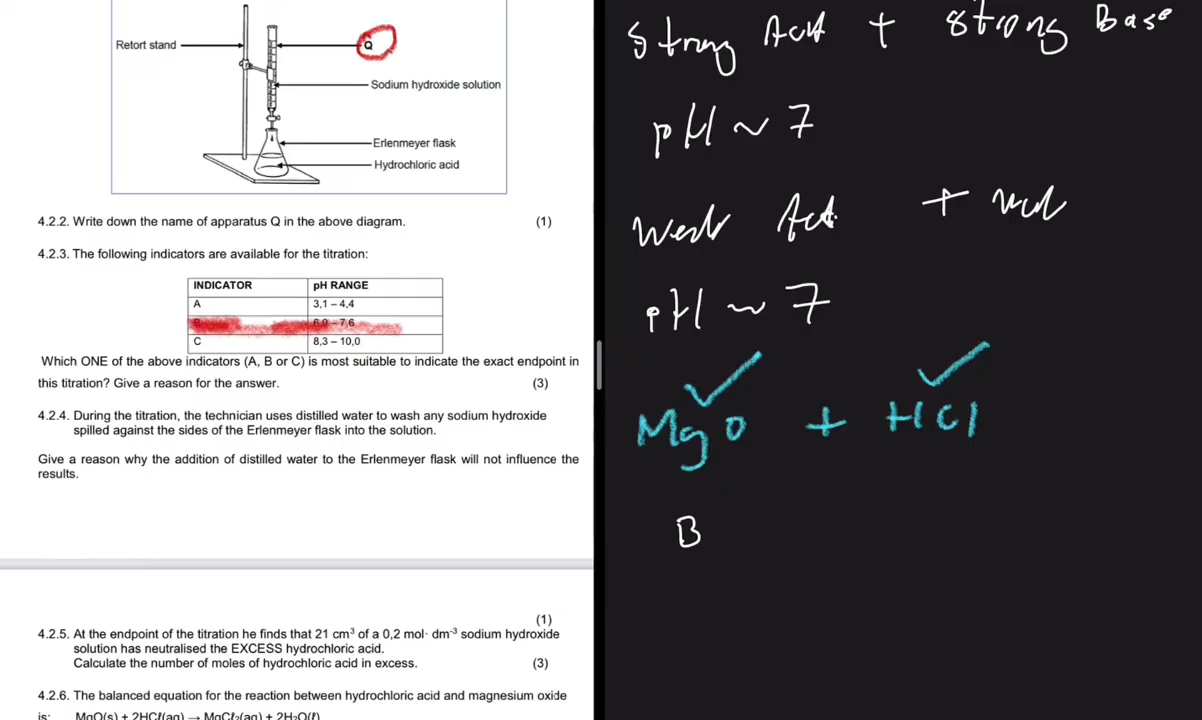 Retort stand
Q
Sodium hydroxide solution
Erlenmeyer flask
Hydrochloric acid
4.2.2. Write down the name of apparatus Q in the above diagram. (1)
4.2.3. The following indicators are available for the titration:
INDICATOR pH RANGE
A 3,1 – 4,4
B 6,0 – 7,6
C 8,3 – 10,0
Which ONE of the above indicators (A, B or C) is most suitable to indicate the exact endpoint in
this titration? Give a reason for the answer. (3)
4.2.4. During the titration, the technician uses distilled water to wash any sodium hydroxide
spilled against the sides of the Erlenmeyer flask into the solution.
Give a reason why the addition of distilled water to the Erlenmeyer flask will not influence the
results.
(1)
4.2.5. At the endpoint of the titration he finds that 21 cm³ of a 0,2 mol· dm⁻³ sodium hydroxide
solution has neutralised the EXCESS hydrochloric acid.
Calculate the number of moles of hydrochloric acid in excess. (3)
4.2.6. The balanced equation for the reaction between hydrochloric acid and magnesium oxide
is: MgO(s) + 2HCℓ(aq) → MgCℓ₂(aq) + 2H₂O(ℓ)
Strong Acid + Strong Base
pH ~ 7
Weak +
pH ~ 7
MgO + HCl
B